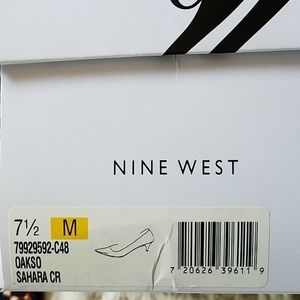 NINE WEST
7½ M
79929592-C48
OAKSO
SAHARA CR
7 20626 39611 9